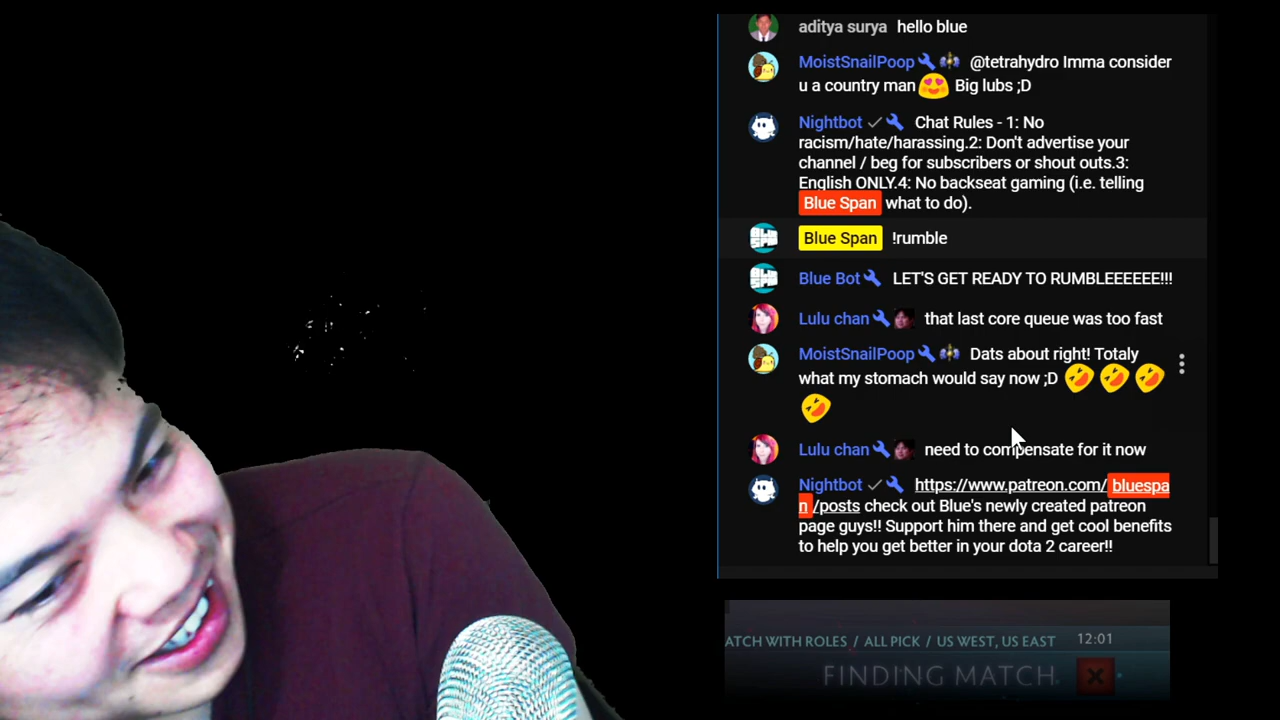 aditya surya hello blue
MoistSnailPoop @tetrahydro Imma consider
u a country man Big lubs ;D
Nightbot Chat Rules - 1: No
racism/hate/harassing.2: Don't advertise your
channel / beg for subscribers or shout outs.3:
English ONLY.4: No backseat gaming (i.e. telling
Blue Span what to do).
Blue Span !rumble
Blue Bot LET'S GET READY TO RUMBLEEEEEE!!!
Lulu chan that last core queue was too fast
MoistSnailPoop Dats about right! Totaly
what my stomach would say now ;D
Lulu chan need to compensate for it now
Nightbot https://www.patreon.com/bluespa
n/posts check out Blue's newly created patreon
page guys!! Support him there and get cool benefits
to help you get better in your dota 2 career!!
ATCH WITH ROLES / ALL PICK / US WEST, US EAST 12:01
FINDING MATCH